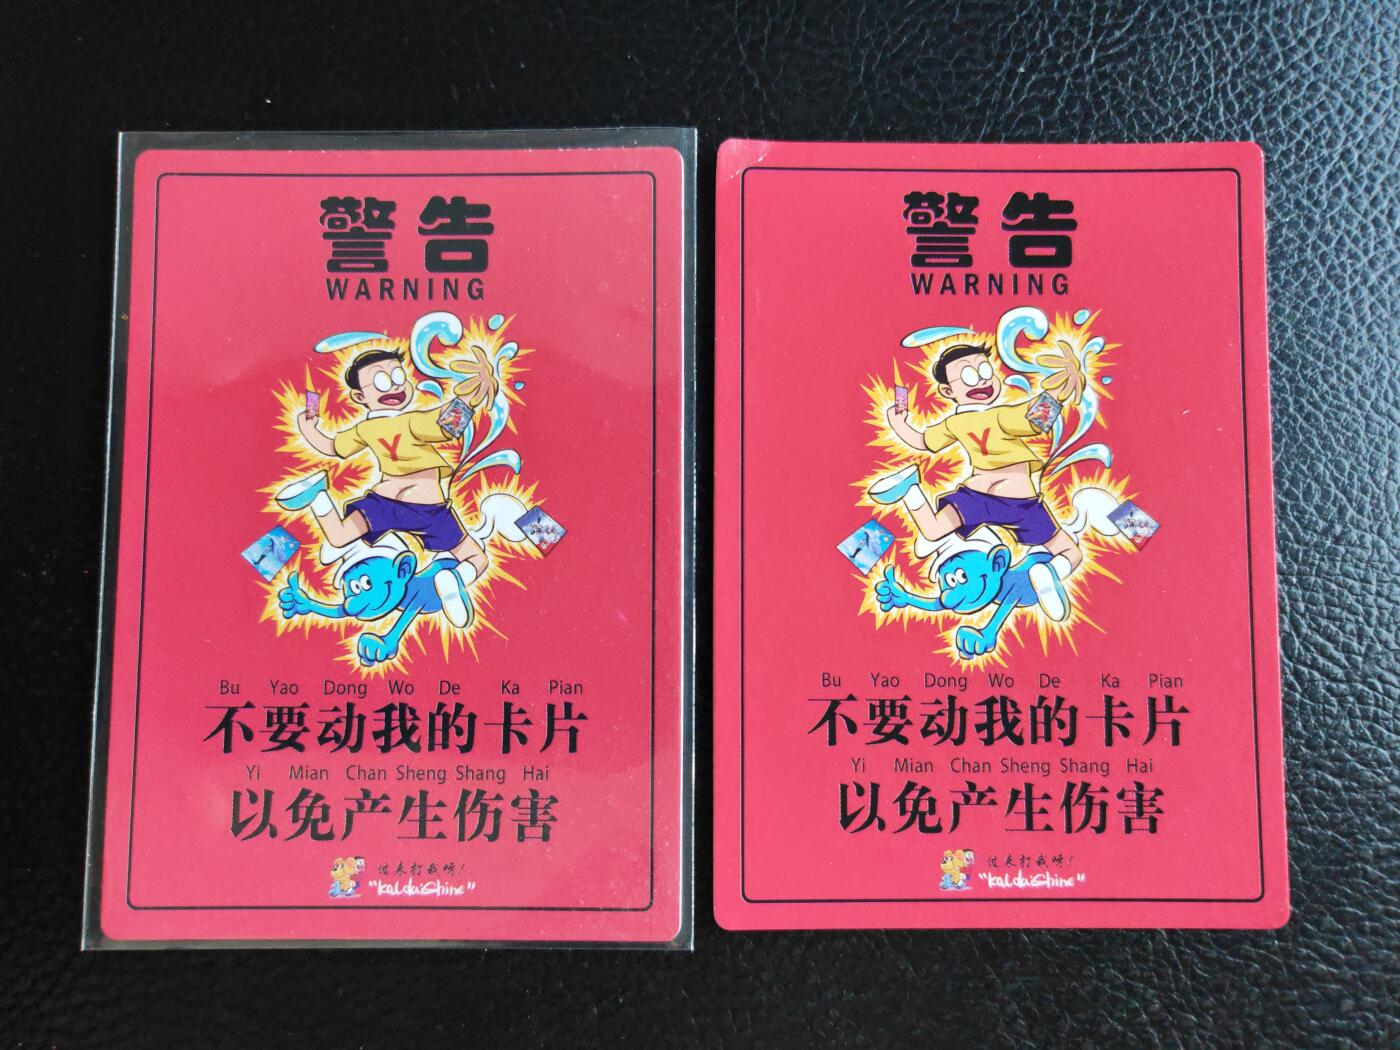 警告
WARNING
Y
Bu Yao Dong Wo De Ka Pian
不要动我的卡片
Yi Mian Chan Sheng Shang Hai
以免产生伤害
过来打我呀!
"KaldaiShine"
警告
WARNING
Y
Bu Yao Dong Wo De Ka Pian
不要动我的卡片
Yi Mian Chan Sheng Shang Hai
以免产生伤害
过来打我呀!
"KaldaiShine"